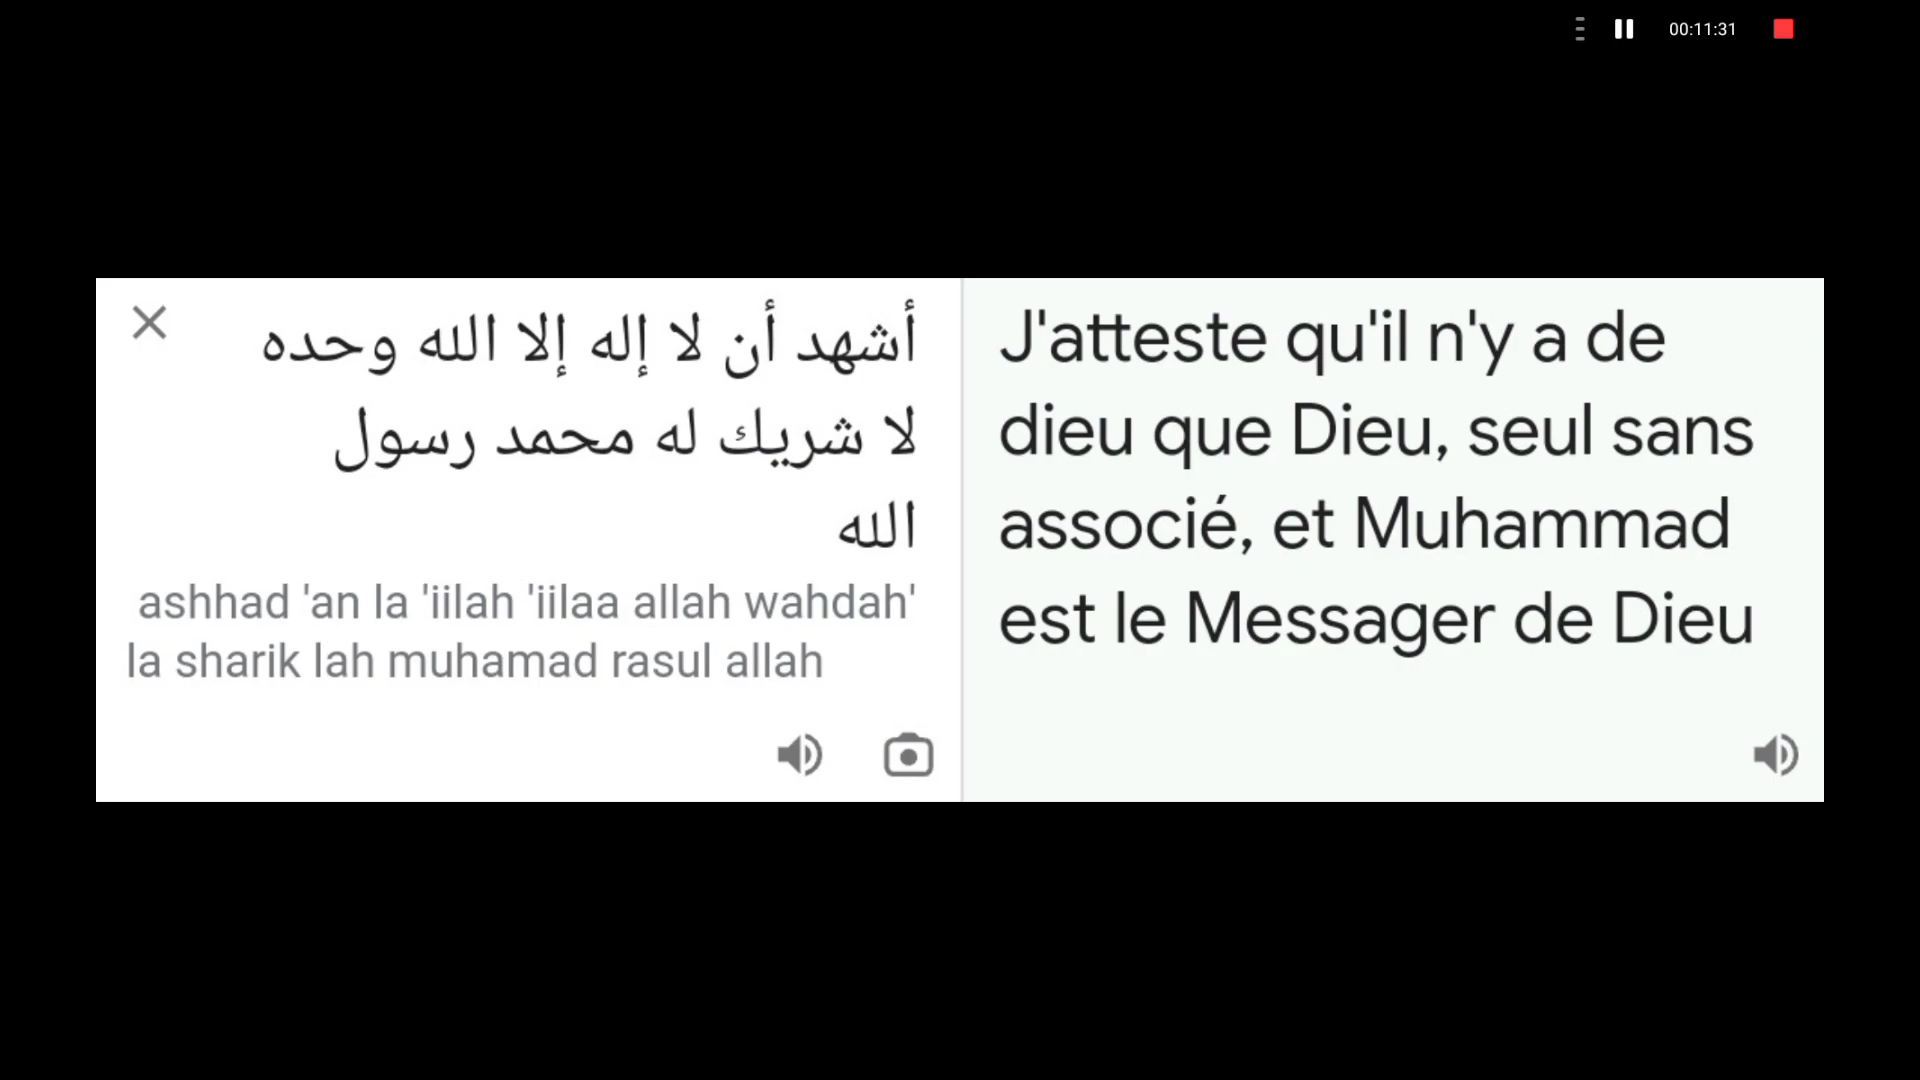 00:11:31
أشهد أن لا إله إلا الله وحده
لا شريك له محمد رسول
الله
ashhad 'an la 'iilah 'iilaa allah wahdah'
la sharik lah muhamad rasul allah
J'atteste qu'il n'y a de
dieu que Dieu, seul sans
associé, et Muhammad
est le Messager de Dieu